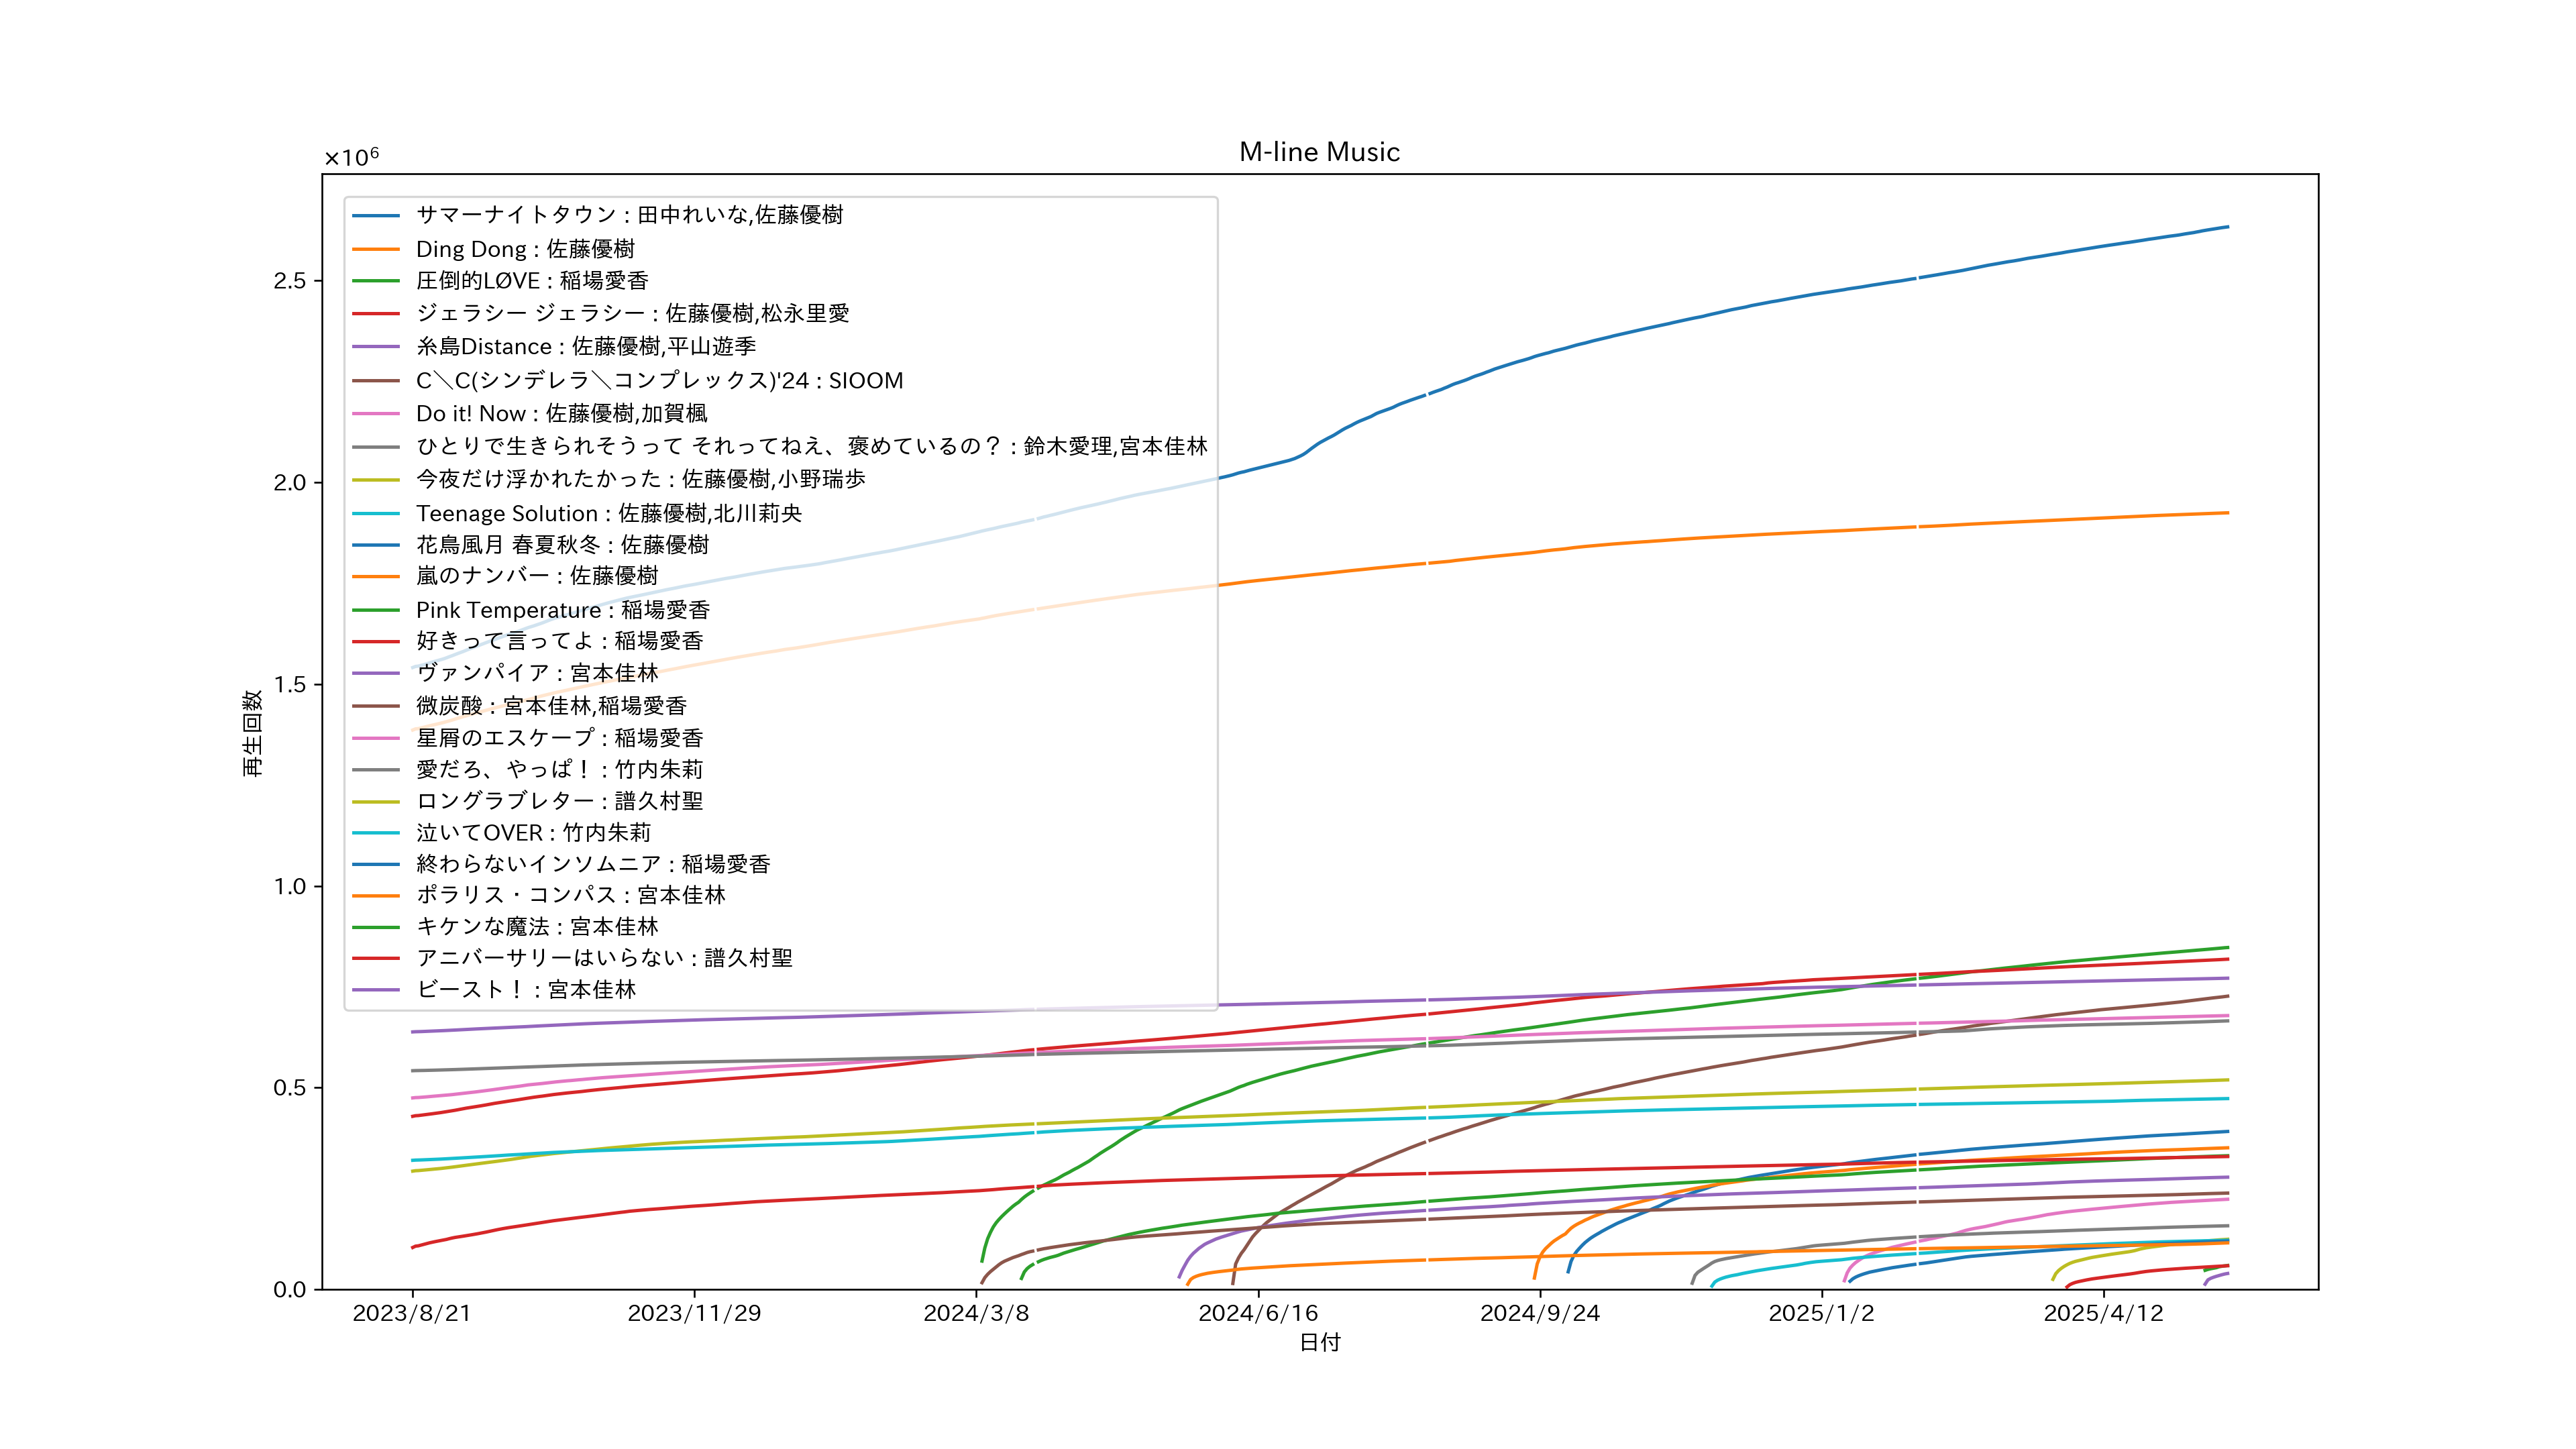 M-line Music
×10⁶
サマーナイトタウン : 田中れいな,佐藤優樹
Ding Dong : 佐藤優樹
圧倒的LØVE : 稲場愛香
ジェラシー ジェラシー : 佐藤優樹,松永里愛
糸島Distance : 佐藤優樹,平山遊季
C＼C(シンデレラ＼コンプレックス)'24 : SIOOM
Do it! Now : 佐藤優樹,加賀楓
ひとりで生きられそうって それってねえ、褒めているの？ : 鈴木愛理,宮本佳林
今夜だけ浮かれたかった : 佐藤優樹,小野瑞歩
Teenage Solution : 佐藤優樹,北川莉央
花鳥風月 春夏秋冬 : 佐藤優樹
嵐のナンバー : 佐藤優樹
Pink Temperature : 稲場愛香
好きって言ってよ : 稲場愛香
ヴァンパイア : 宮本佳林
微炭酸 : 宮本佳林,稲場愛香
星屑のエスケープ : 稲場愛香
愛だろ、やっぱ！ : 竹内朱莉
ロングラブレター : 譜久村聖
泣いてOVER : 竹内朱莉
終わらないインソムニア : 稲場愛香
ポラリス・コンパス : 宮本佳林
キケンな魔法 : 宮本佳林
アニバーサリーはいらない : 譜久村聖
ビースト！ : 宮本佳林
2.5
2.0
1.5
1.0
0.5
0.0
再生回数
2023/8/21
2023/11/29
2024/3/8
2024/6/16
2024/9/24
2025/1/2
2025/4/12
日付